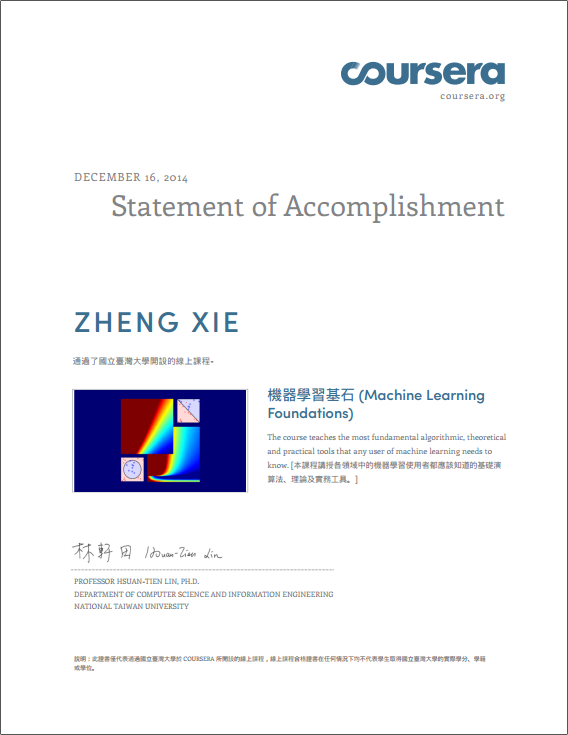 coursera
coursera.org
DECEMBER 16, 2014
Statement of Accomplishment
ZHENG XIE
通過了國立臺灣大學開設的線上課程-
機器學習基石 (Machine Learning
Foundations)
The course teaches the most fundamental algorithmic, theoretical
and practical tools that any user of machine learning needs to
know. [本課程講授各領域中的機器學習使用者都應該知道的基礎演
算法、理論及實務工具。]
林軒田 Hsuan-Tien Lin
PROFESSOR HSUAN-TIEN LIN, PH.D.
DEPARTMENT OF COMPUTER SCIENCE AND INFORMATION ENGINEERING
NATIONAL TAIWAN UNIVERSITY
說明：此證書僅代表通過國立臺灣大學於 COURSERA 所開設的線上課程，線上課程合格證書在任何情況下均不代表學生取得國立臺灣大學的實際學分、學籍
或學位。